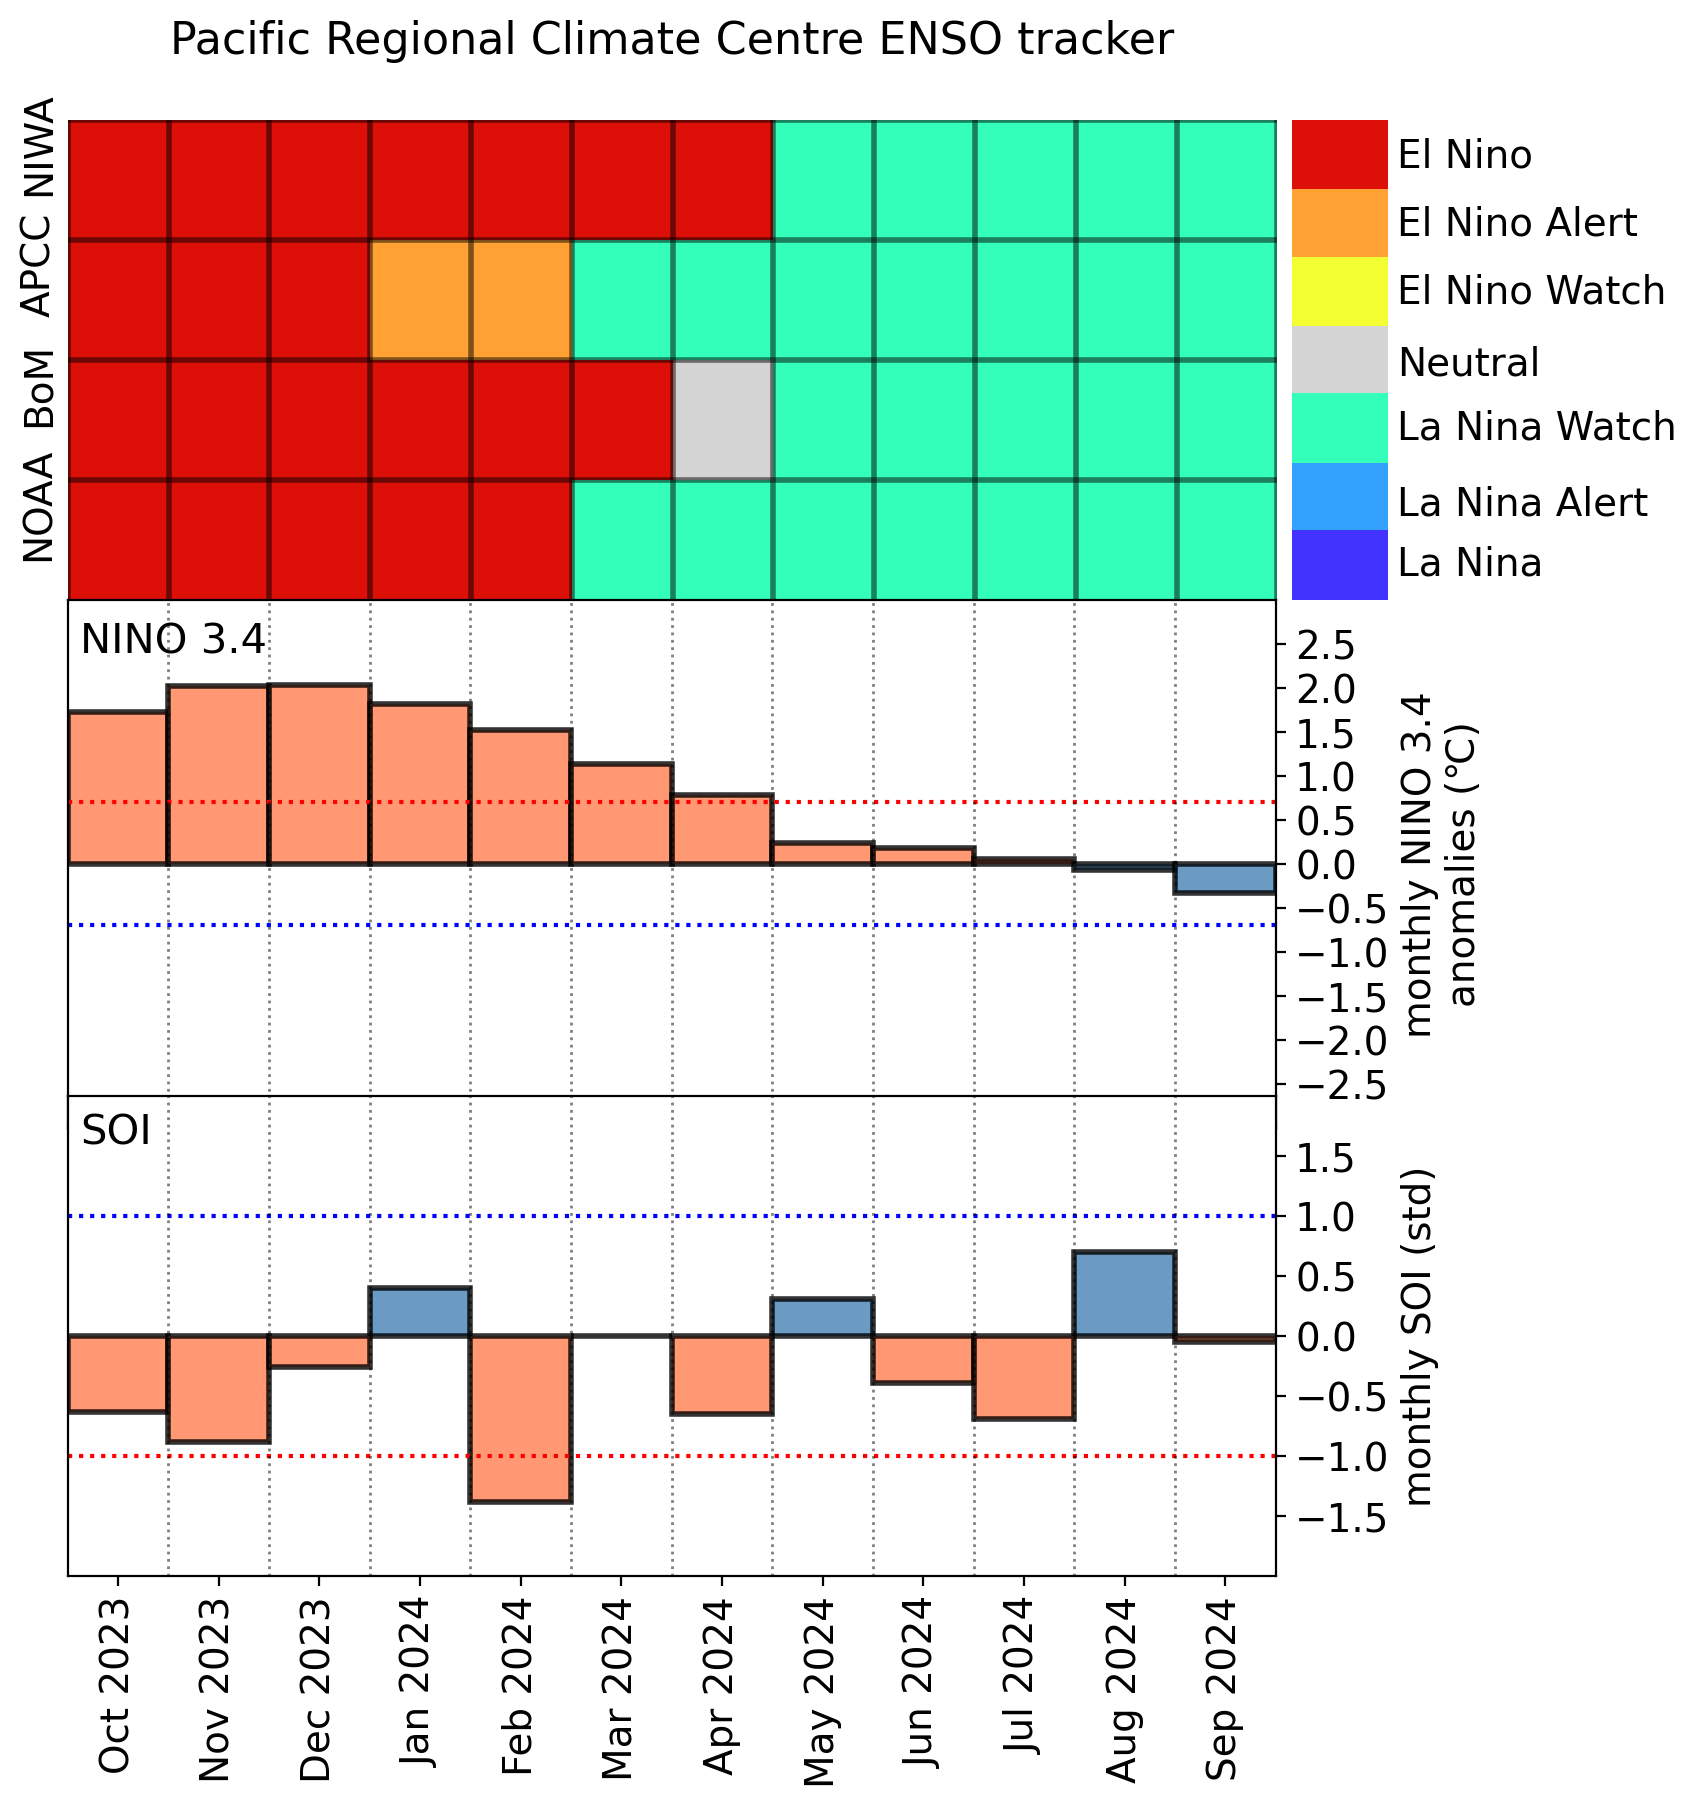 Pacific Regional Climate Centre ENSO tracker
NIWA
APCC
BoM
NOAA
El Nino
El Nino Alert
El Nino Watch
Neutral
La Nina Watch
La Nina Alert
La Nina
NINO 3.4
2.5
2.0
1.5
1.0
0.5
0.0
−0.5
−1.0
−1.5
−2.0
−2.5
monthly NINO 3.4
anomalies (℃)
SOI
1.5
1.0
0.5
0.0
−0.5
−1.0
−1.5
monthly SOI (std)
Oct 2023
Nov 2023
Dec 2023
Jan 2024
Feb 2024
Mar 2024
Apr 2024
May 2024
Jun 2024
Jul 2024
Aug 2024
Sep 2024